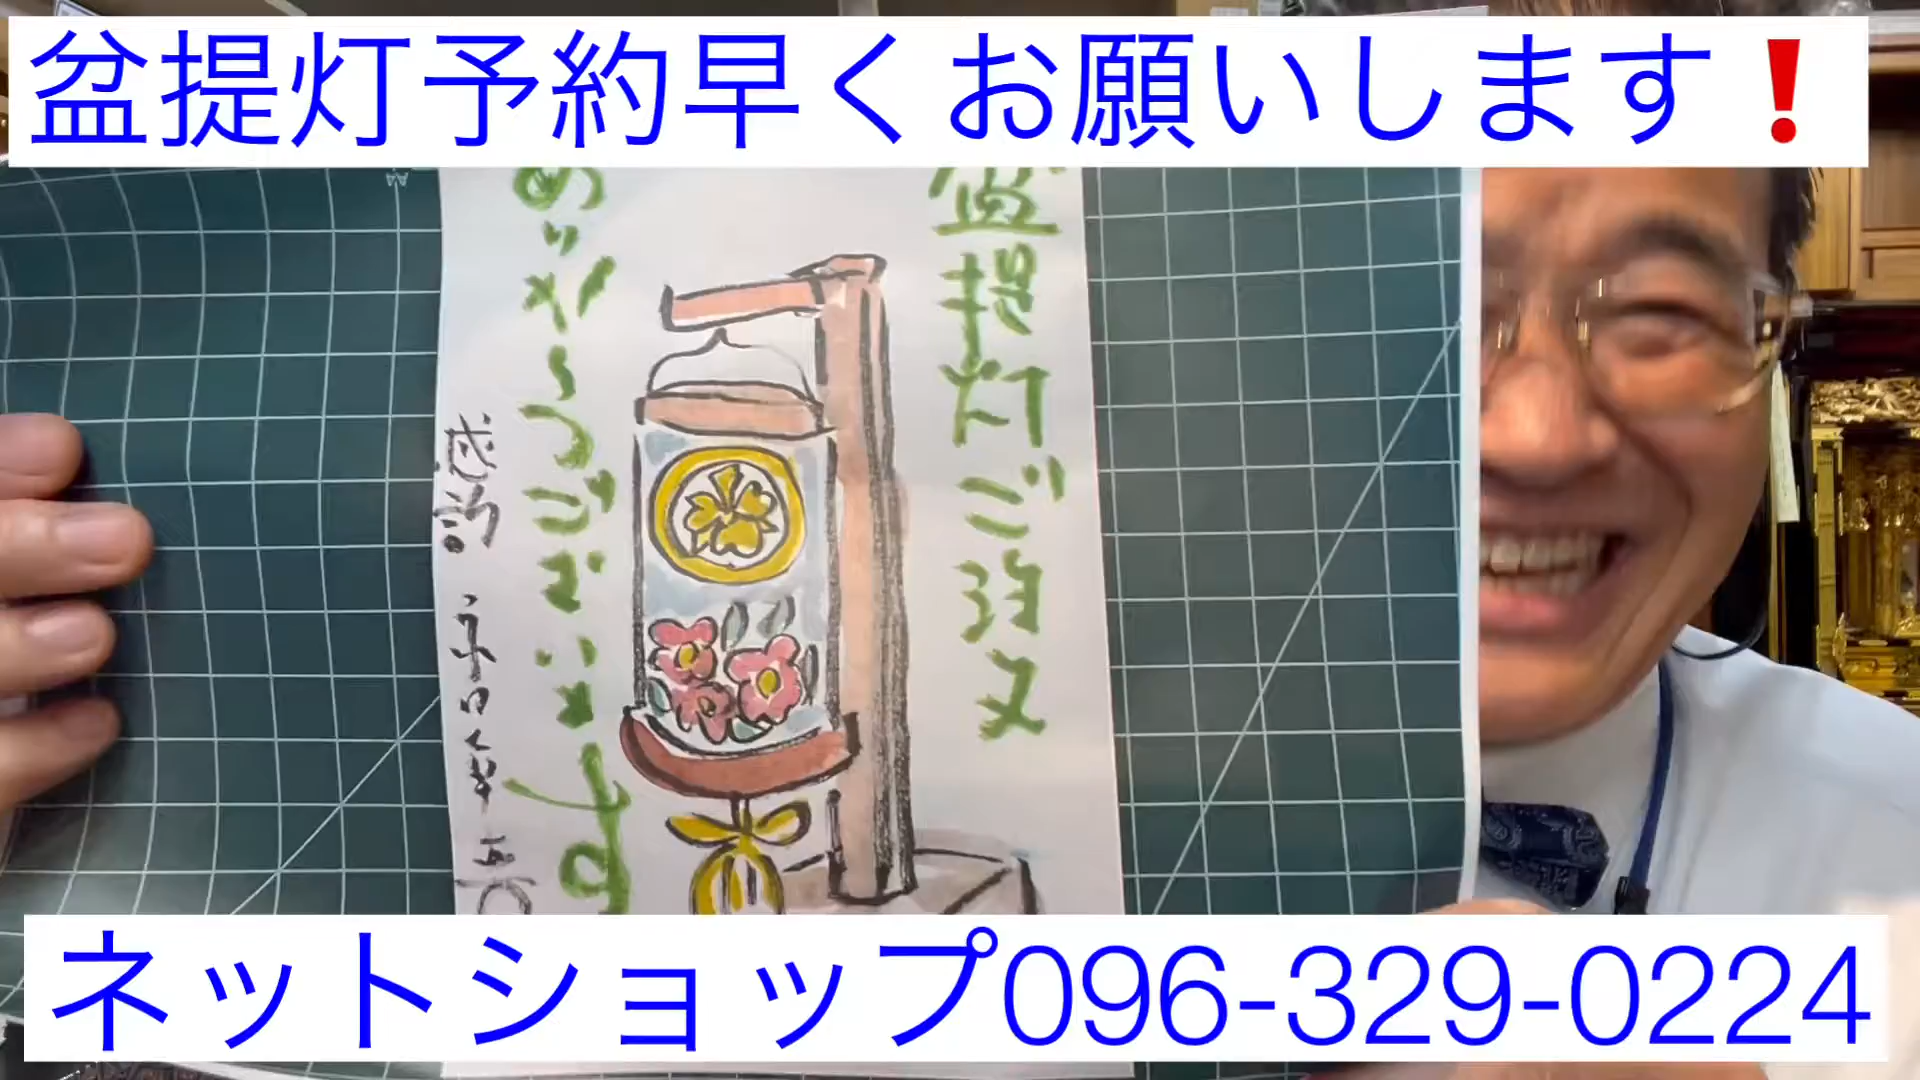 盆提灯予約早くお願いします❗
盆提灯ご注文
ありがとうございます
感謝
ネットショップ096-329-0224